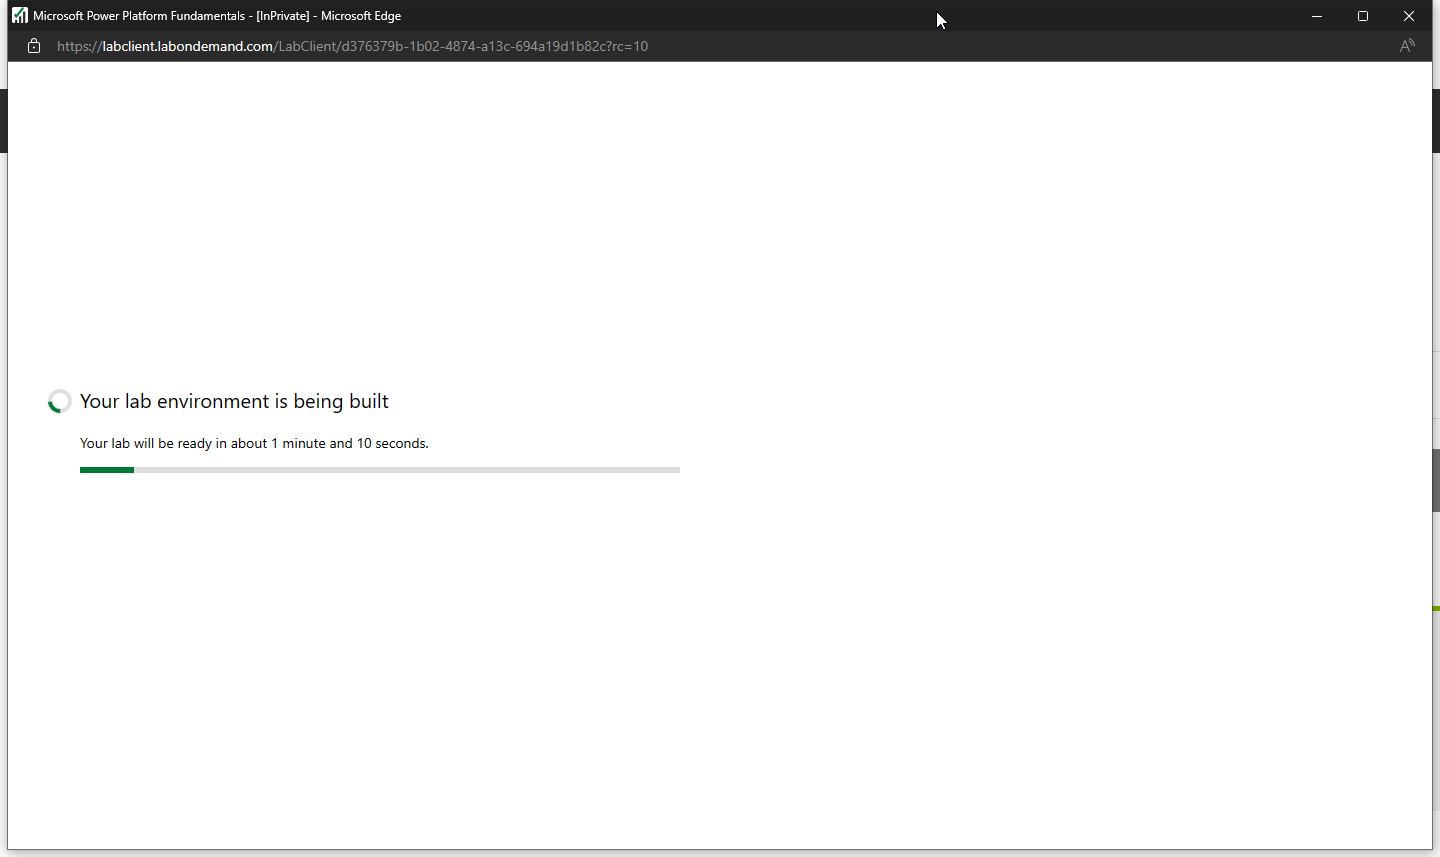 Microsoft Power Platform Fundamentals - [InPrivate] - Microsoft Edge
https://labclient.labondemand.com/LabClient/d376379b-1b02-4874-a13c-694a19d1b82c?rc=10
A
Your lab environment is being built
Your lab will be ready in about 1 minute and 10 seconds.